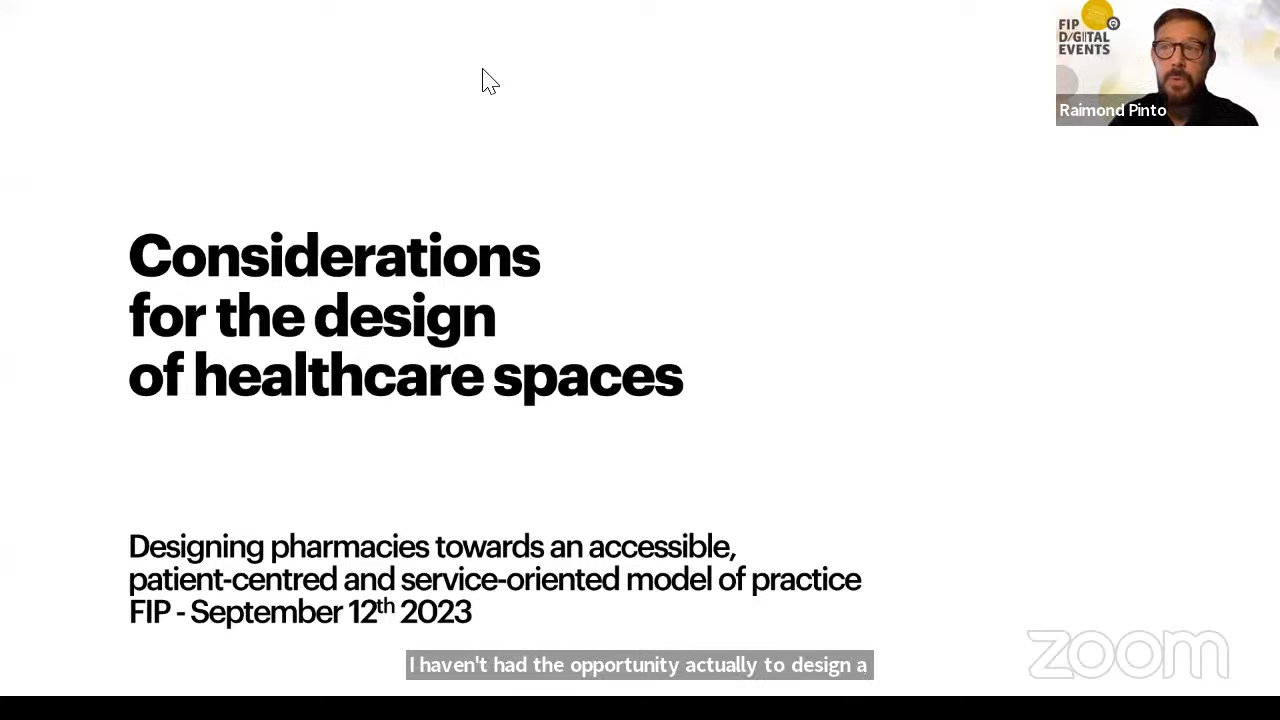 FIP
DIGITAL
EVENTS
Raimond Pinto
Considerations
for the design
of healthcare spaces
Designing pharmacies towards an accessible,
patient-centred and service-oriented model of practice
FIP - September 12th 2023
I haven't had the opportunity actually to design a
zoom